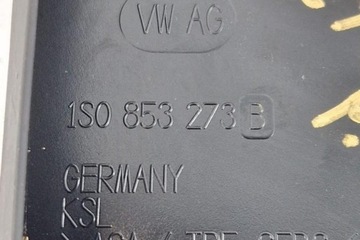 VW AG
1S0 853 273 B
GERMANY
KSL